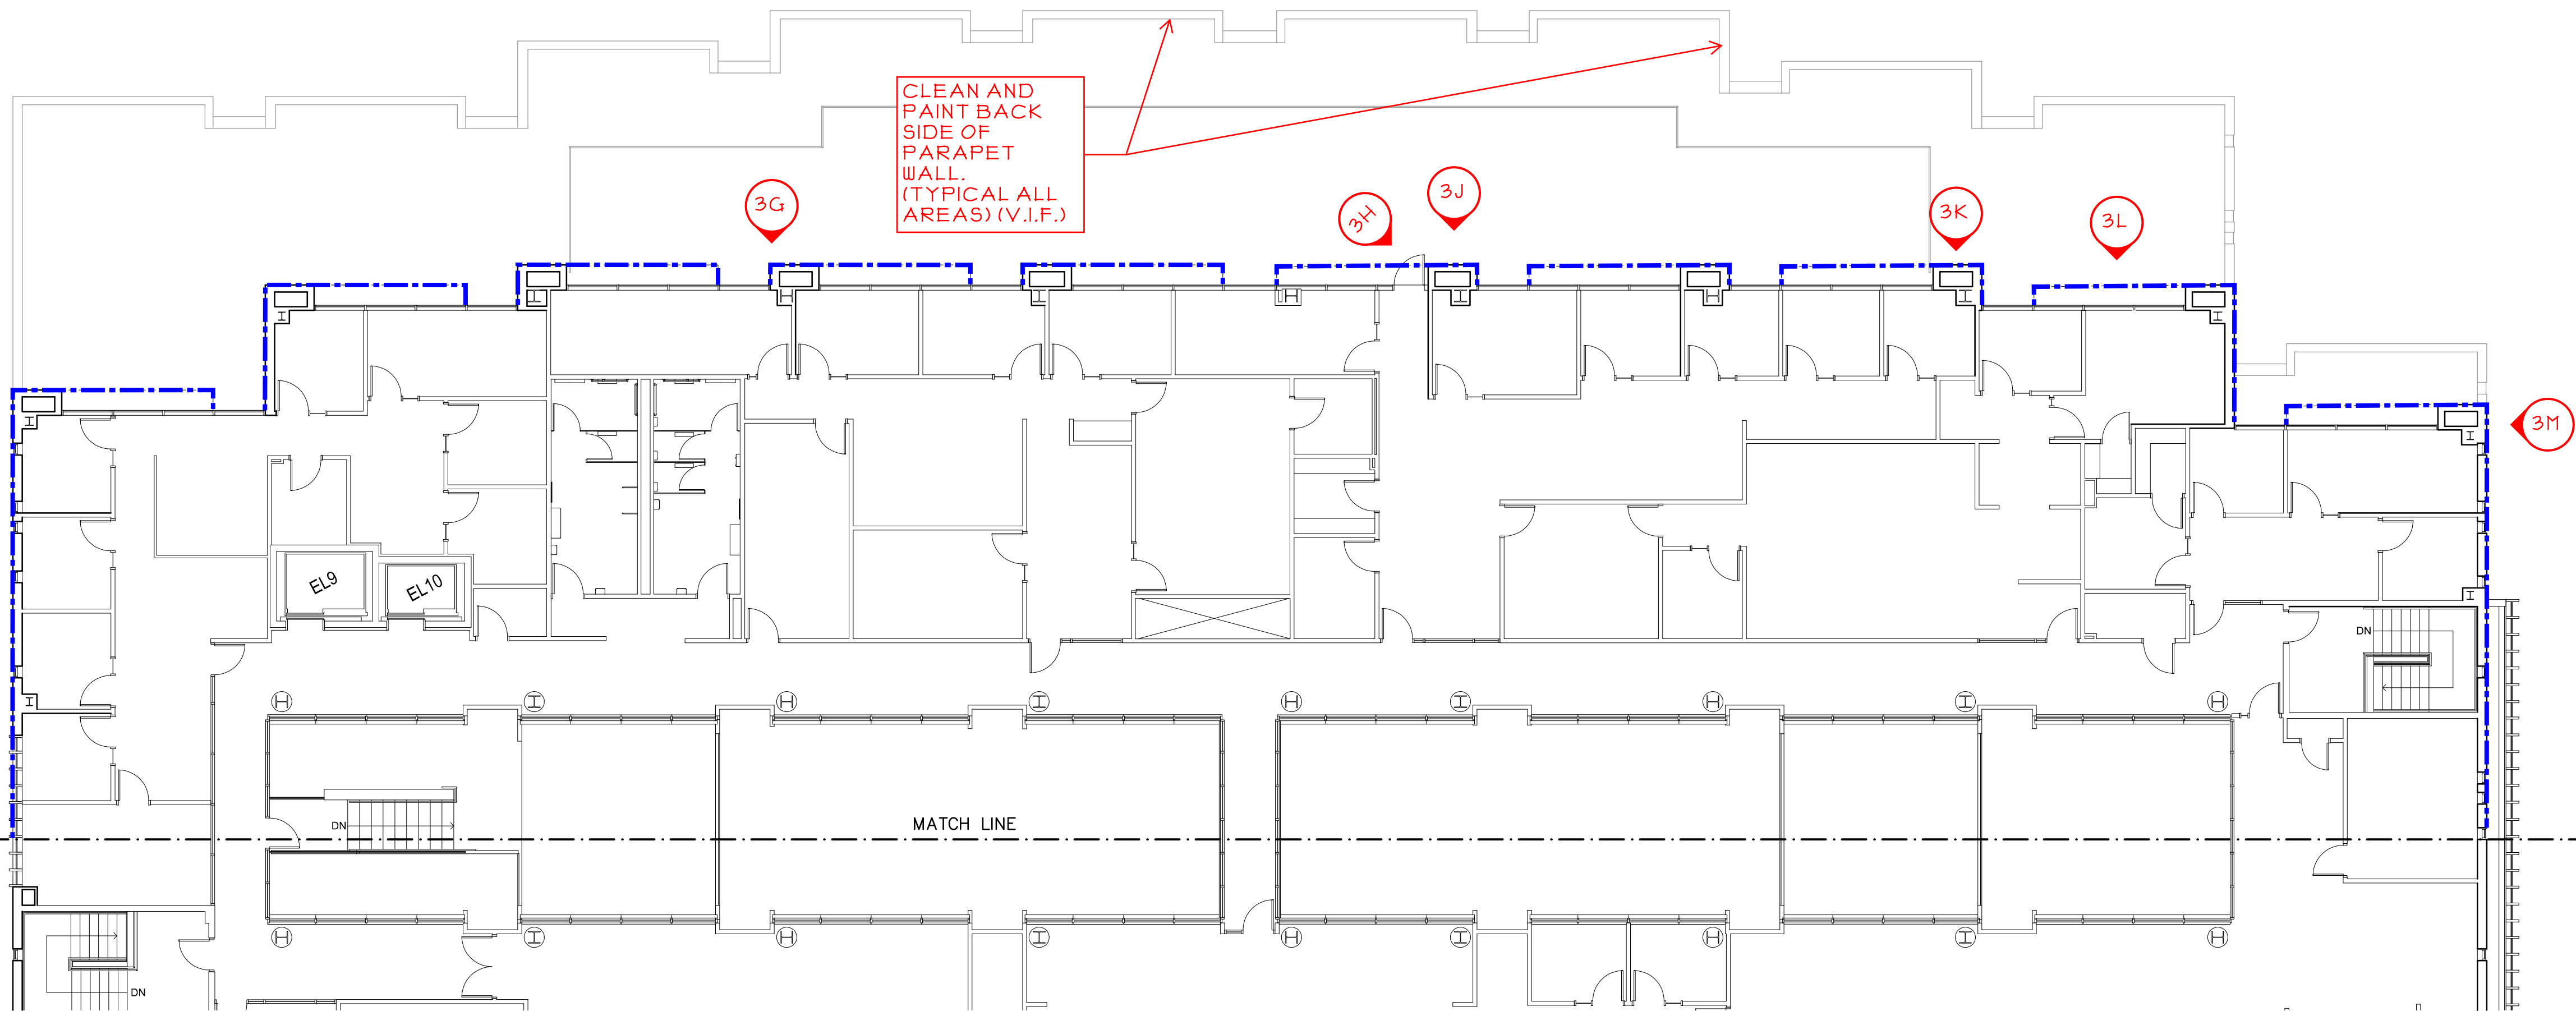 CLEAN AND
PAINT BACK
SIDE OF
PARAPET
WALL.
(TYPICAL ALL
AREAS) (V.I.F.)
3G
3H
3J
3K
3L
3M
EL9
EL10
DN
DN
MATCH LINE
DN